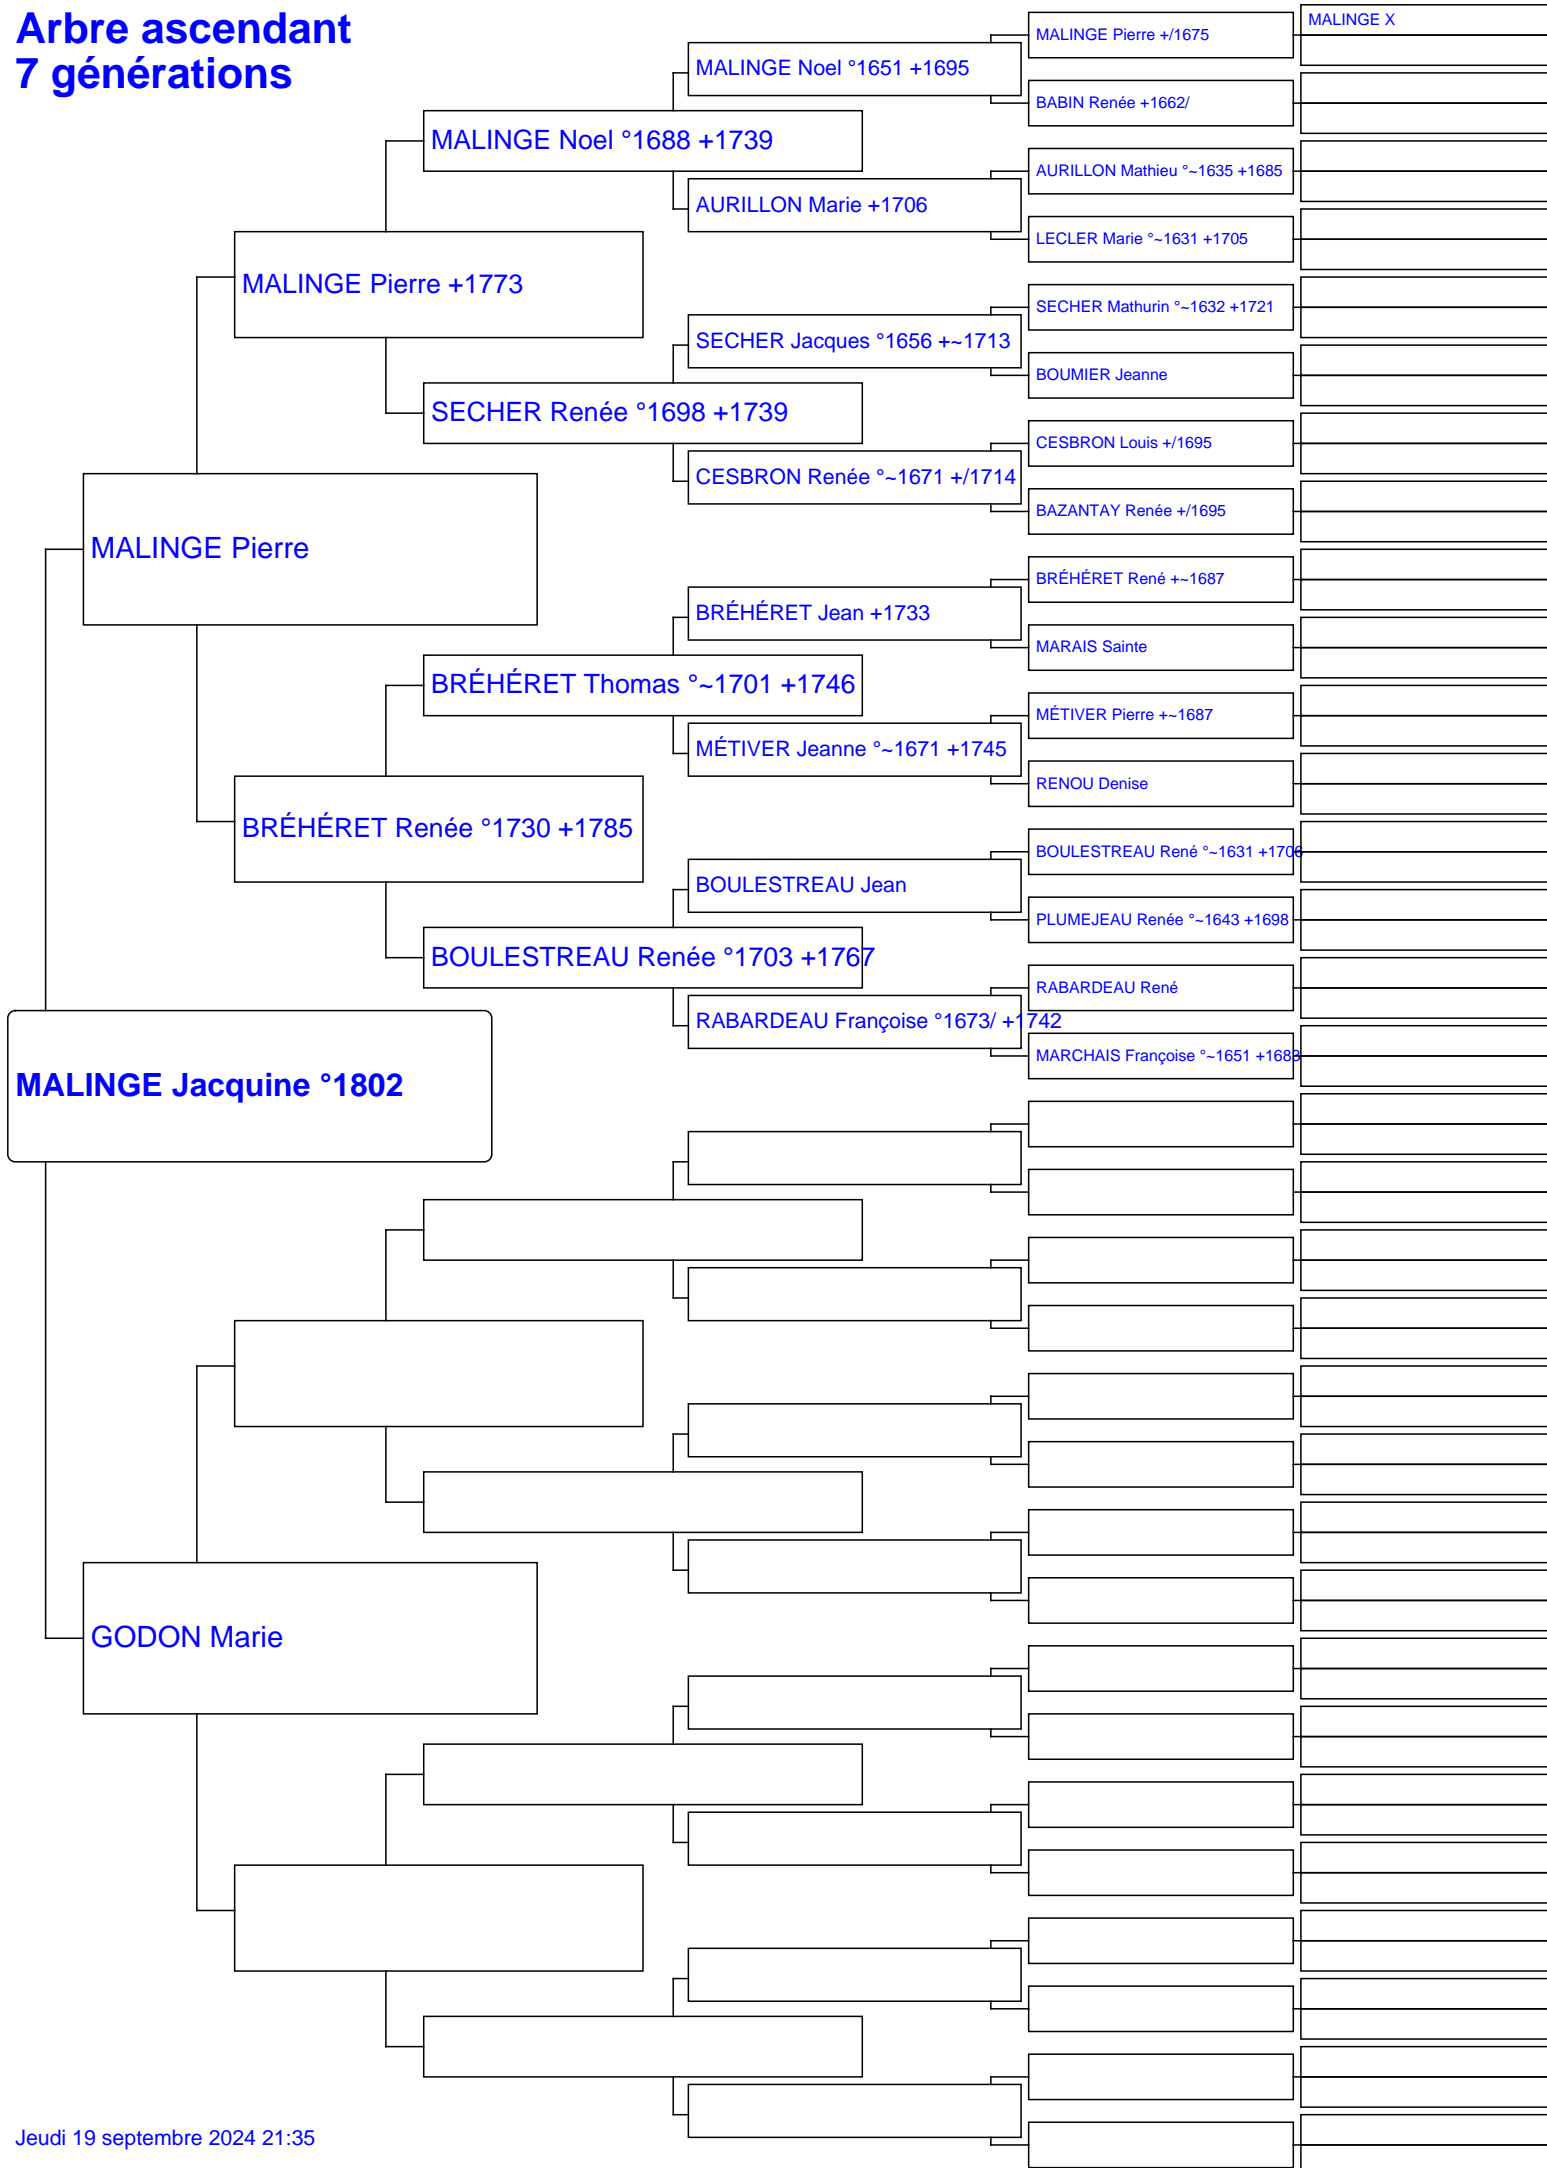 Arbre ascendant
7 générations
MALINGE Jacquine °1802
MALINGE Pierre
GODON Marie
MALINGE Pierre +1773
BRÉHÉRET Renée °1730 +1785
MALINGE Noel °1688 +1739
SECHER Renée °1698 +1739
BRÉHÉRET Thomas °~1701 +1746
BOULESTREAU Renée °1703 +1767
MALINGE Noel °1651 +1695
AURILLON Marie +1706
SECHER Jacques °1656 +~1713
CESBRON Renée °~1671 +/1714
BRÉHÉRET Jean +1733
MÉTIVER Jeanne °~1671 +1745
BOULESTREAU Jean
RABARDEAU Françoise °1673/ +1742
MALINGE Pierre +/1675
BABIN Renée +1662/
AURILLON Mathieu °~1635 +1685
LECLER Marie °~1631 +1705
SECHER Mathurin °~1632 +1721
BOUMIER Jeanne
CESBRON Louis +/1695
BAZANTAY Renée +/1695
BRÉHÉRET René +~1687
MARAIS Sainte
MÉTIVER Pierre +~1687
RENOU Denise
BOULESTREAU René °~1631 +1706
PLUMEJEAU Renée °~1643 +1698
RABARDEAU René
MARCHAIS Françoise °~1651 +1683
MALINGE X
Jeudi 19 septembre 2024 21:35